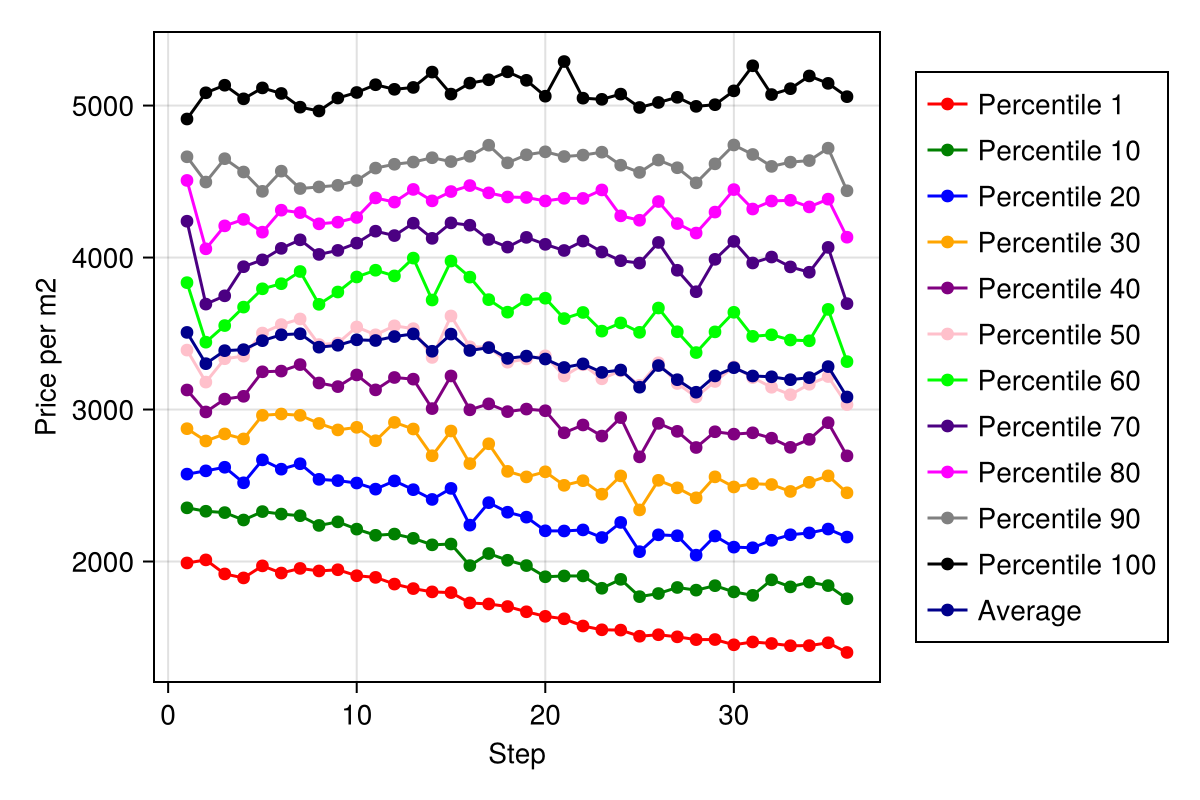 5000
4000
3000
2000
Price per m2
0 10 20 30
Step
Percentile 1
Percentile 10
Percentile 20
Percentile 30
Percentile 40
Percentile 50
Percentile 60
Percentile 70
Percentile 80
Percentile 90
Percentile 100
Average